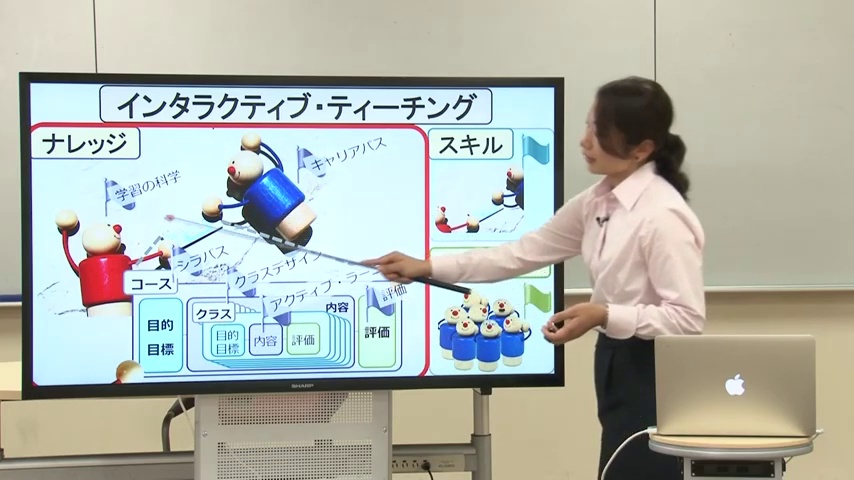 インタラクティブ・ティーチング
ナレッジ
スキル
キャリアパス
学習の科学
シラバス
クラスデザイン
アクティブ・ラー
評価
コース
クラス
内容
目的
目標
目的
目標
内容
評価
評価
SHARP